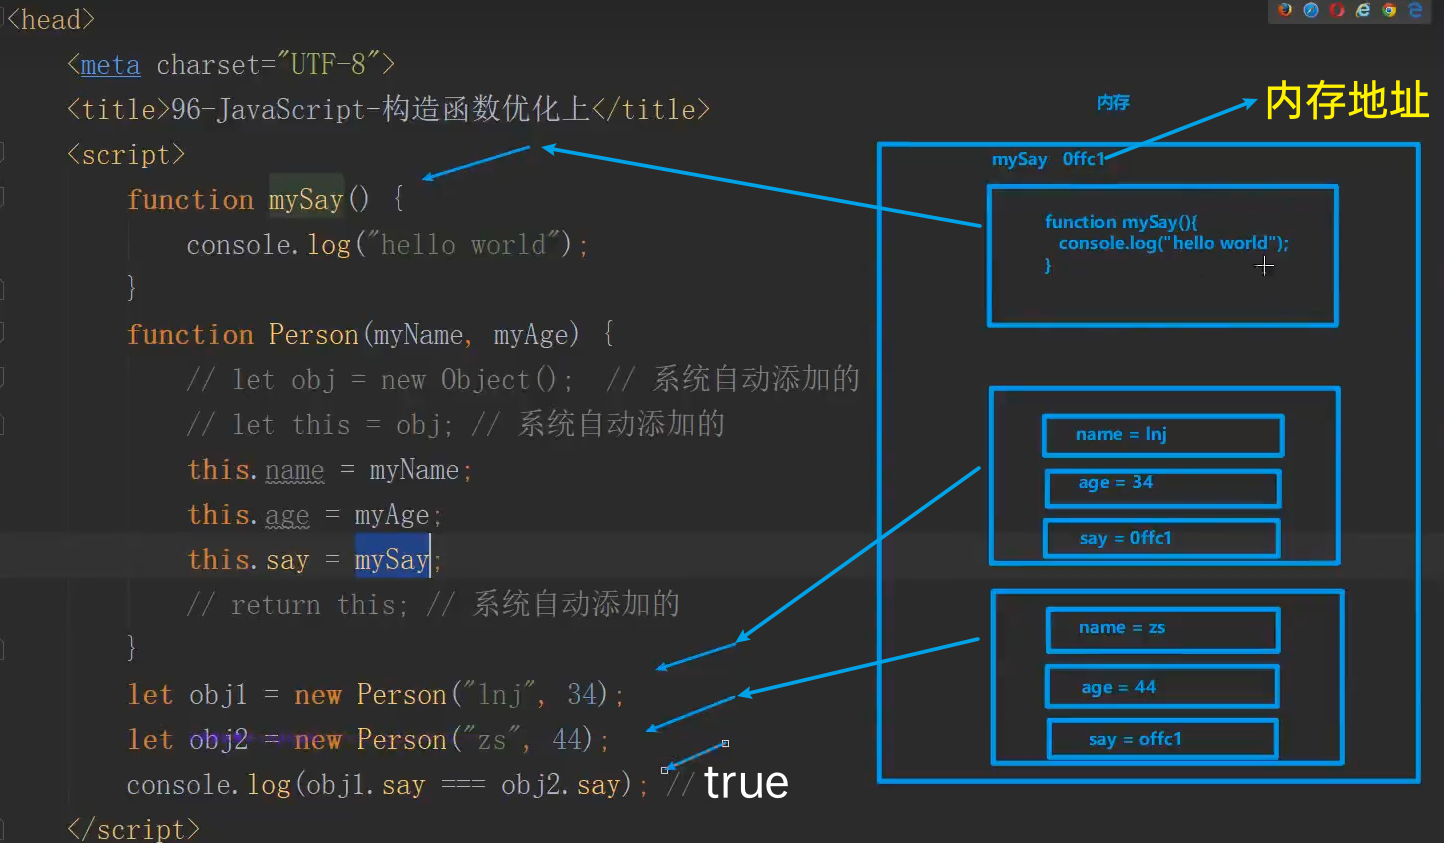 <head>
<meta charset="UTF-8">
<title>96-JavaScript-构造函数优化上</title>
<script>
function mySay() {
console.log("hello world");
}
function Person(myName, myAge) {
// let obj = new Object();  // 系统自动添加的
// let this = obj; // 系统自动添加的
this.name = myName;
this.age = myAge;
this.say = mySay;
// return this; // 系统自动添加的
}
let obj1 = new Person("lnj", 34);
let obj2 = new Person("zs", 44);
console.log(obj1.say === obj2.say); // true
</script>
内存
内存地址
mySay 0ffc1
function mySay(){
console.log("hello world");
}
name = lnj
age = 34
say = 0ffc1
name = zs
age = 44
say = offc1